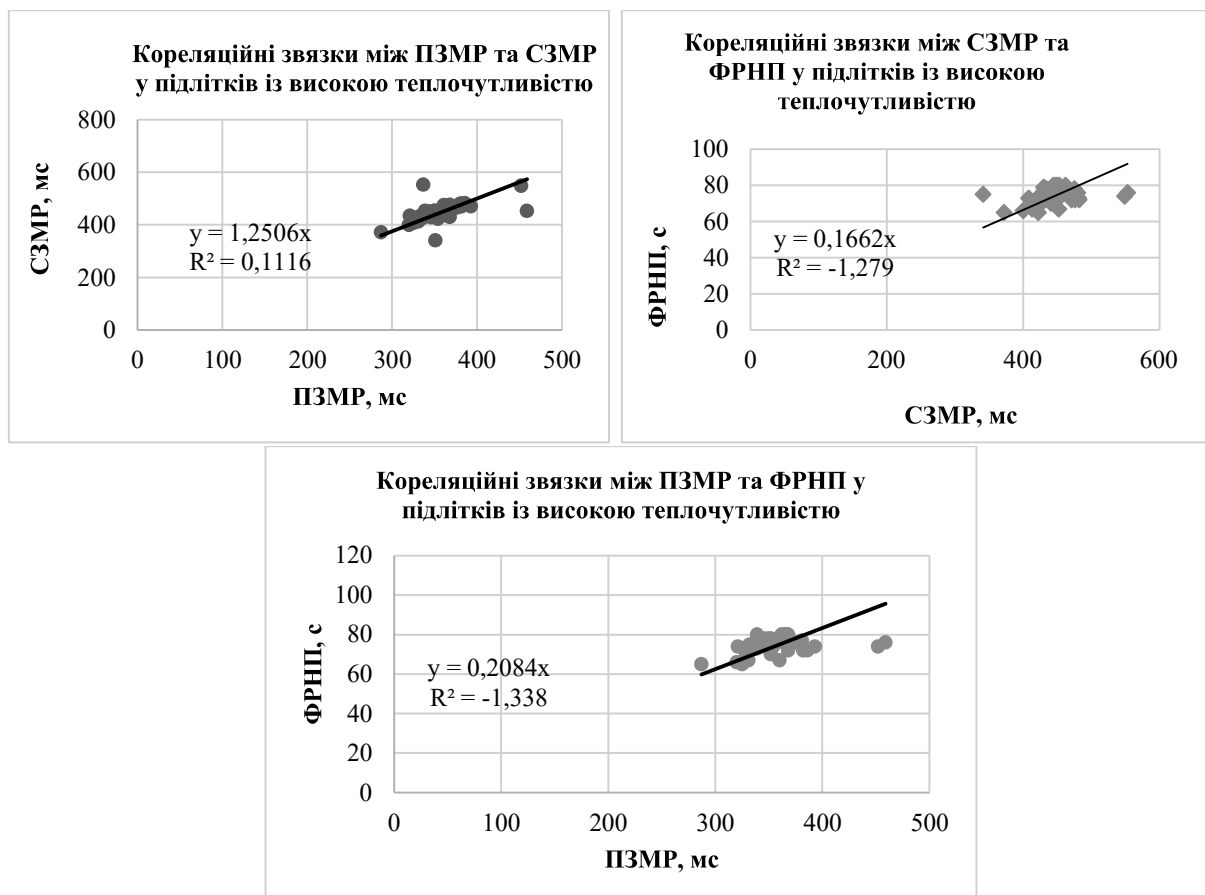 Кореляційні звязки між ПЗМР та СЗМР
у підлітків із високою теплочутливістю
800
600
400
200
0
0
100
200
300
400
500
СЗМР, мс
ПЗМР, мс
y = 1,2506x
R² = 0,1116
Кореляційні звязки між СЗМР та
ФРНП у підлітків із високою
теплочутливістю
100
80
60
40
20
0
0
200
400
600
ФРНП, с
СЗМР, мс
y = 0,1662x
R² = -1,279
Кореляційні звязки між ПЗМР та ФРНП у
підлітків із високою теплочутливістю
120
100
80
60
40
20
0
0
100
200
300
400
500
ФРНП, с
ПЗМР, мс
y = 0,2084x
R² = -1,338